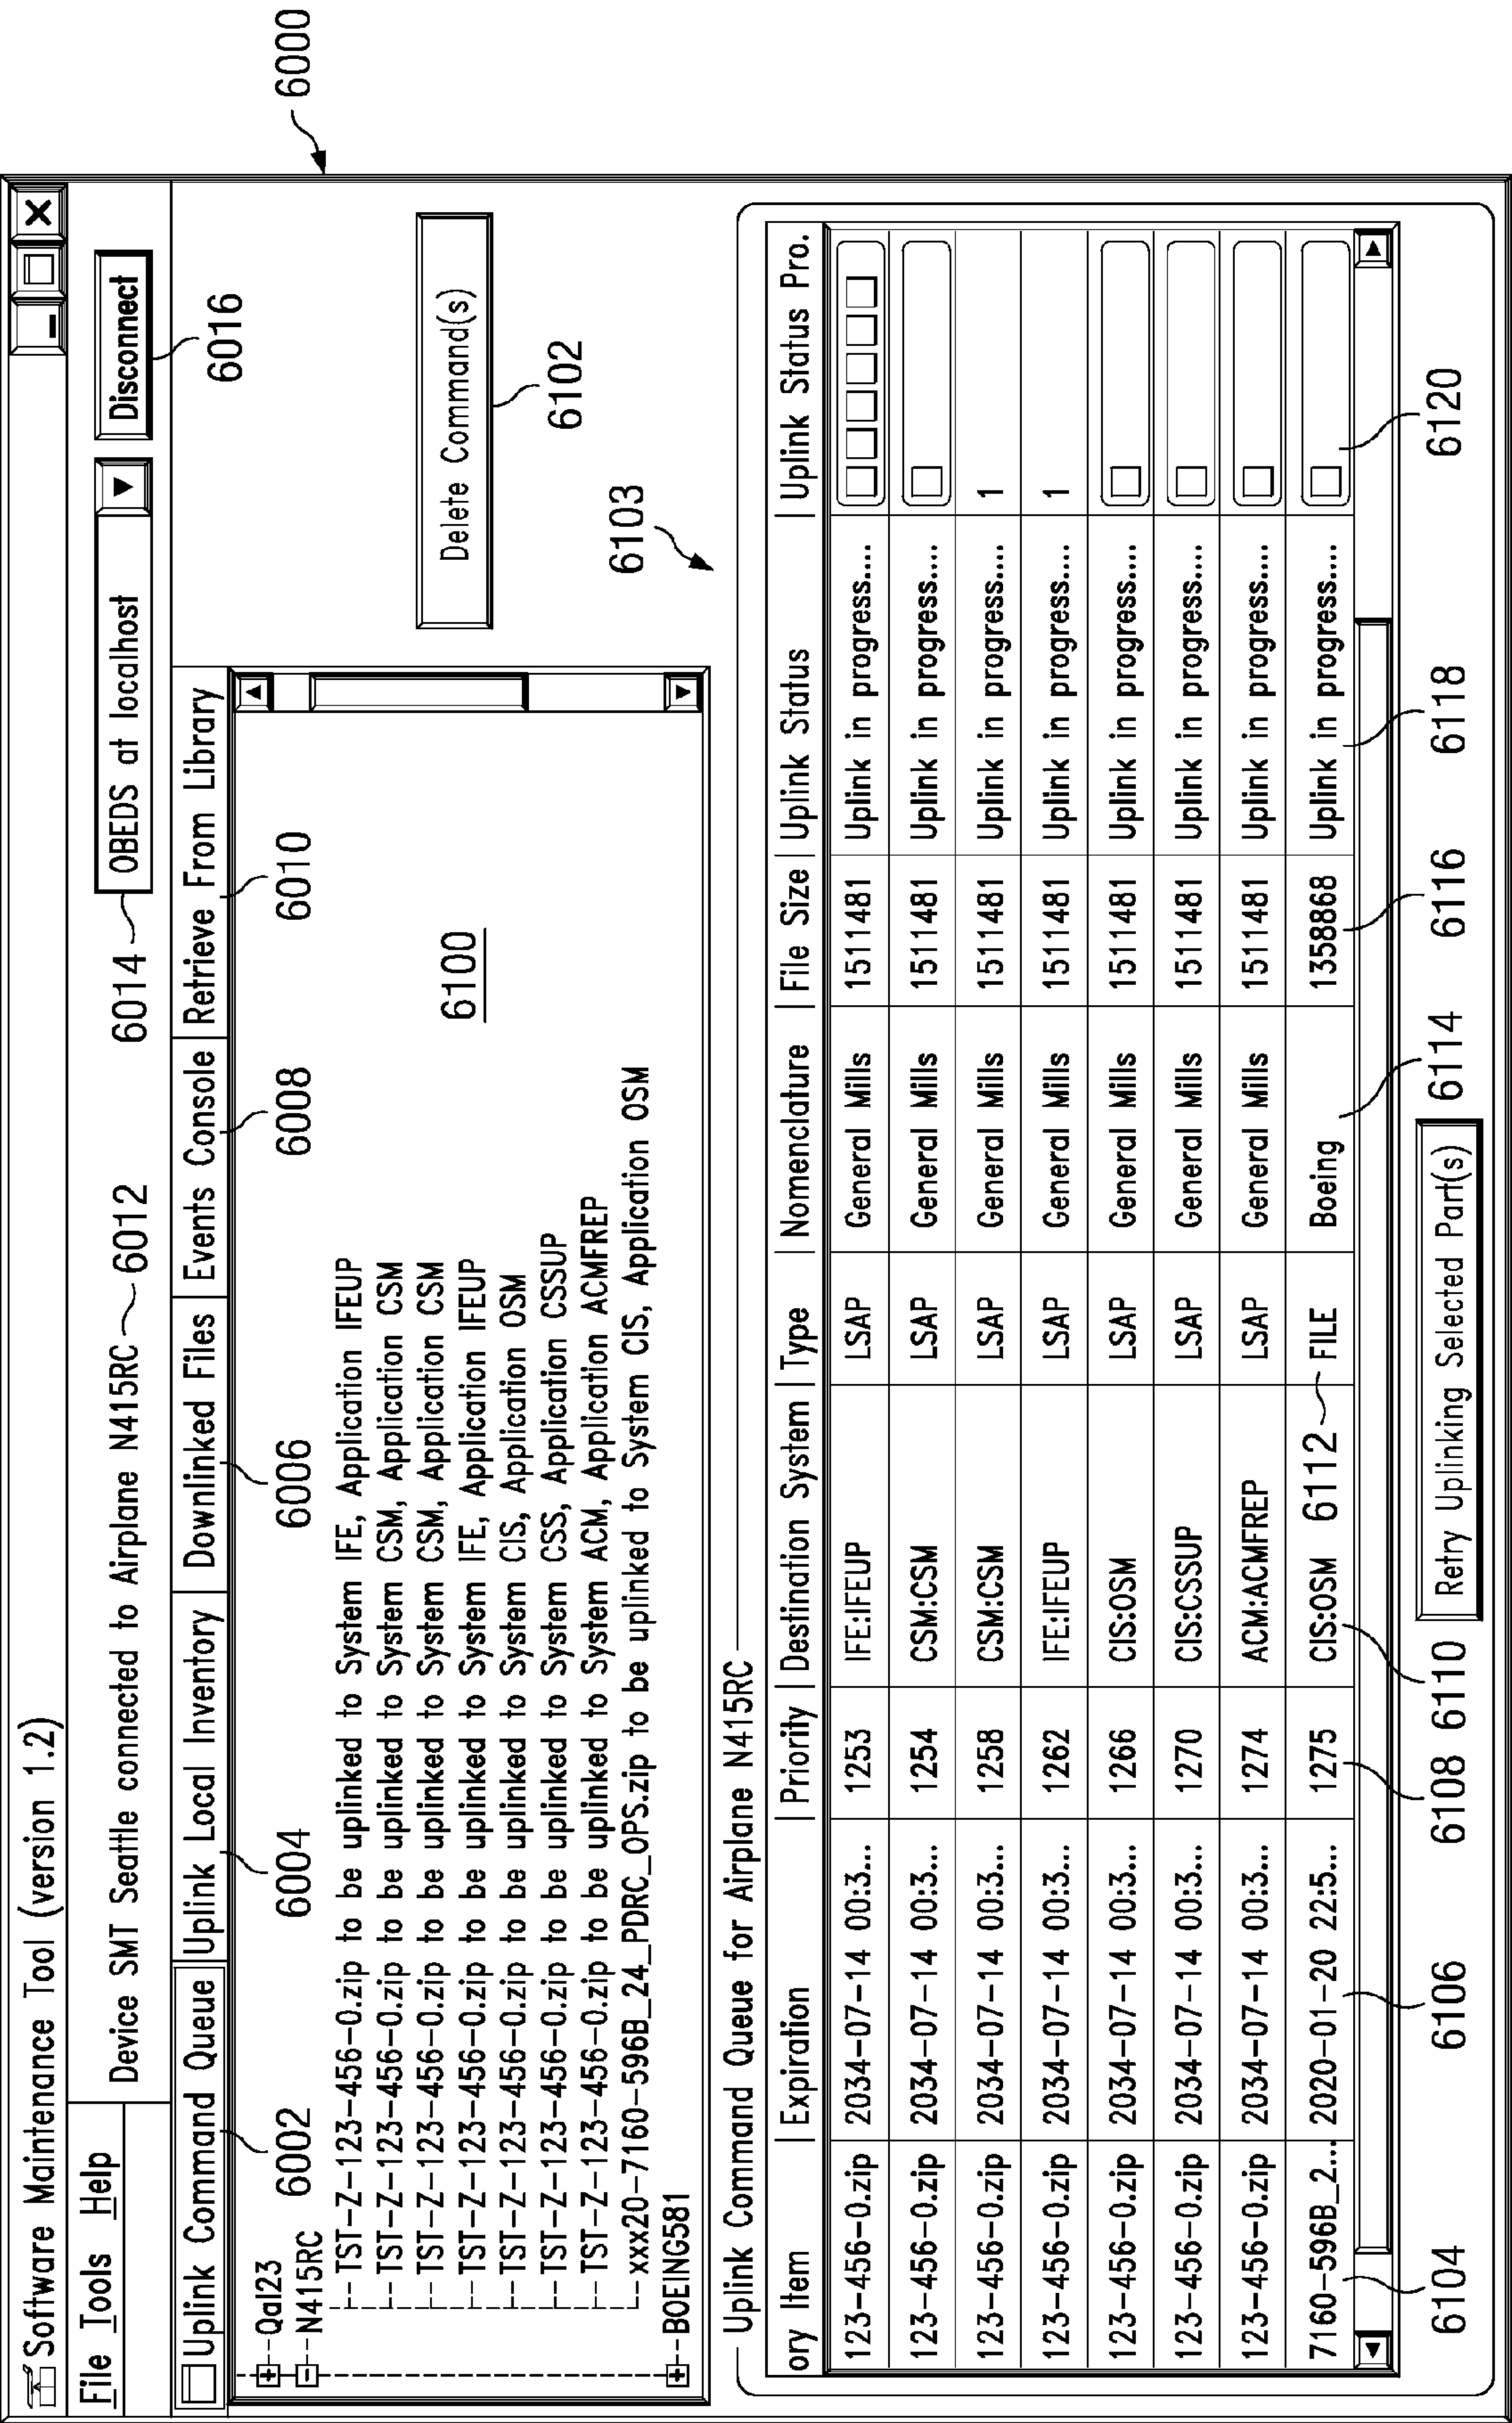 Software Maintenance Tool (version 1.2)
File Tools Help
Device SMT Seattle connected to Airplane N415RC 6012
6014 OBEDS at localhost
Disconnect
6000
6016
Uplink Command Queue
Uplink Local Inventory
Downlinked Files
Events Console
Retrieve From Library
6002
6004
6006
6008
6010
Qal23
N415RC
TST-Z-123-456-0.zip to be uplinked to System IFE, Application IFEUP
TST-Z-123-456-0.zip to be uplinked to System CSM, Application CSM
TST-Z-123-456-0.zip to be uplinked to System CSM, Application CSM
TST-Z-123-456-0.zip to be uplinked to System IFE, Application IFEUP
TST-Z-123-456-0.zip to be uplinked to System CIS, Application OSM
TST-Z-123-456-0.zip to be uplinked to System CSS, Application CSSUP
TST-Z-123-456-0.zip to be uplinked to System ACM, Application ACMFREP
xxx20-7160-596B_24_PDRC_OPS.zip to be uplinked to System CIS, Application OSM
BOEING581
6100
Delete Command(s)
6102
6103
Uplink Command Queue for Airplane N415RC
ory Item | Expiration | Priority | Destination System | Type | Nomenclature | File Size | Uplink Status | Uplink Status Pro.
123-456-0.zip 2034-07-14 00:3... 1253 IFE:IFEUP LSAP General Mills 1511481 Uplink in progress....
123-456-0.zip 2034-07-14 00:3... 1254 CSM:CSM LSAP General Mills 1511481 Uplink in progress....
123-456-0.zip 2034-07-14 00:3... 1258 CSM:CSM LSAP General Mills 1511481 Uplink in progress.... 1
123-456-0.zip 2034-07-14 00:3... 1262 IFE:IFEUP LSAP General Mills 1511481 Uplink in progress.... 1
123-456-0.zip 2034-07-14 00:3... 1266 CIS:OSM LSAP General Mills 1511481 Uplink in progress....
123-456-0.zip 2034-07-14 00:3... 1270 CIS:CSSUP LSAP General Mills 1511481 Uplink in progress....
123-456-0.zip 2034-07-14 00:3... 1274 ACM:ACMFREP LSAP General Mills 1511481 Uplink in progress....
7160-596B_2... 2020-01-20 22:5... 1275 CIS:OSM 6112 FILE Boeing 1358868 Uplink in progress....
Retry Uplinking Selected Part(s)
6104 6106 6108 6110 6114 6116 6118 6120